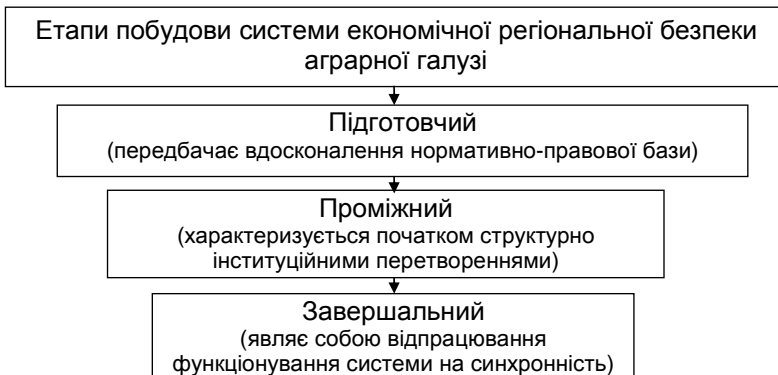 Етапи побудови системи економічної регіональної безпеки
аграрної галузі
Підготовчий
(передбачає вдосконалення нормативно-правової бази)
Проміжний
(характеризується початком структурно
інституційними перетвореннями)
Завершальний
(являє собою відпрацювання
функціонування системи на синхронність)